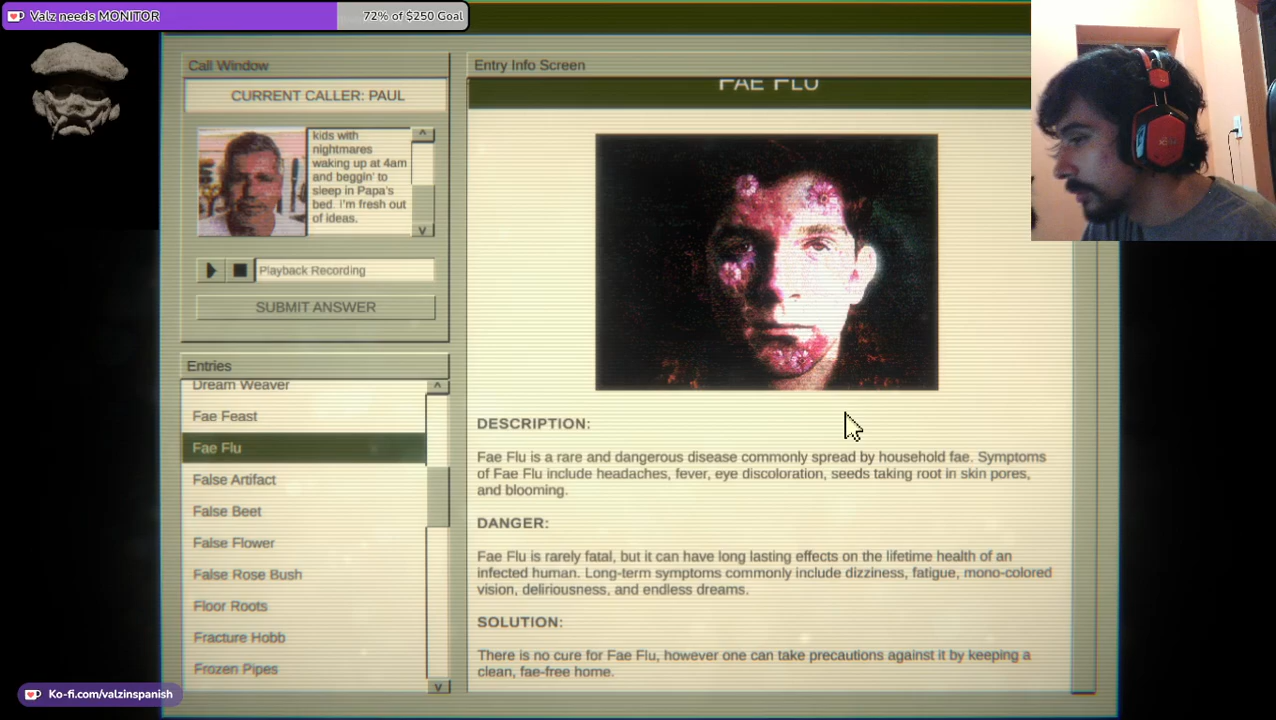 Valz needs MONITOR
72% of $250 Goal
Call Window
CURRENT CALLER: PAUL
kids with
nightmares
waking up at 4am
and beggin' to
sleep in Papa's
bed. I'm fresh out
of ideas.
Playback Recording
SUBMIT ANSWER
Entries
Dream Weaver
Fae Feast
Fae Flu
False Artifact
False Beet
False Flower
False Rose Bush
Floor Roots
Fracture Hobb
Frozen Pipes
Entry Info Screen
FAE FLU
DESCRIPTION:
Fae Flu is a rare and dangerous disease commonly spread by household fae. Symptoms
of Fae Flu include headaches, fever, eye discoloration, seeds taking root in skin pores,
and blooming.
DANGER:
Fae Flu is rarely fatal, but it can have long lasting effects on the lifetime health of an
infected human. Long-term symptoms commonly include dizziness, fatigue, mono-colored
vision, deliriousness, and endless dreams.
SOLUTION:
There is no cure for Fae Flu, however one can take precautions against it by keeping a
clean, fae-free home.
Ko-fi.com/valzinspanish